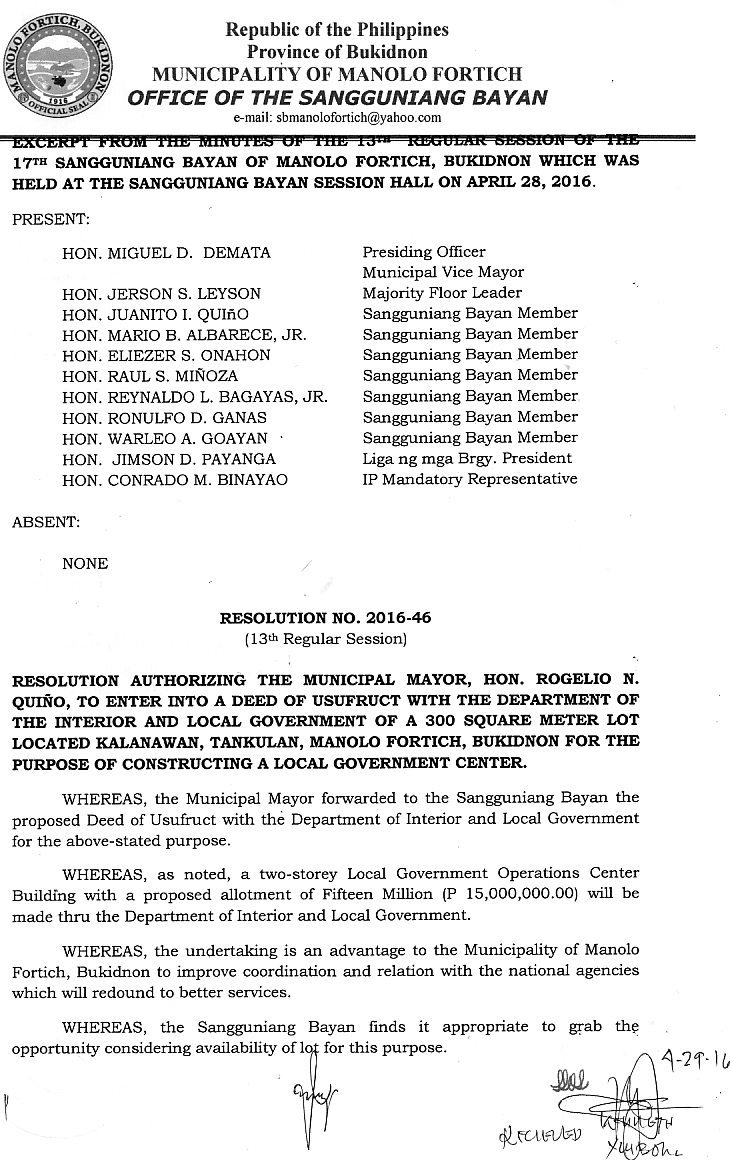 Republic of the Philippines
Province of Bukidnon
MUNICIPALITY OF MANOLO FORTICH
OFFICE OF THE SANGGUNIANG BAYAN
e-mail: sbmanolofortich@yahoo.com
MANOLO FORTICH, BUKIDNON
1916
OFFICIAL SEAL
EXCERPT FROM THE MINUTES OF THE 13TH REGULAR SESSION OF THE
17TH SANGGUNIANG BAYAN OF MANOLO FORTICH, BUKIDNON WHICH WAS
HELD AT THE SANGGUNIANG BAYAN SESSION HALL ON APRIL 28, 2016.
PRESENT:
HON. MIGUEL D. DEMATA Presiding Officer
Municipal Vice Mayor
HON. JERSON S. LEYSON Majority Floor Leader
HON. JUANITO I. QUIñO Sangguniang Bayan Member
HON. MARIO B. ALBARECE, JR. Sangguniang Bayan Member
HON. ELIEZER S. ONAHON Sangguniang Bayan Member
HON. RAUL S. MIÑOZA Sangguniang Bayan Member
HON. REYNALDO L. BAGAYAS, JR. Sangguniang Bayan Member
HON. RONULFO D. GANAS Sangguniang Bayan Member
HON. WARLEO A. GOAYAN Sangguniang Bayan Member
HON. JIMSON D. PAYANGA Liga ng mga Brgy. President
HON. CONRADO M. BINAYAO IP Mandatory Representative
ABSENT:
NONE
RESOLUTION NO. 2016-46
(13th Regular Session)
RESOLUTION AUTHORIZING THE MUNICIPAL MAYOR, HON. ROGELIO N.
QUIÑO, TO ENTER INTO A DEED OF USUFRUCT WITH THE DEPARTMENT OF
THE INTERIOR AND LOCAL GOVERNMENT OF A 300 SQUARE METER LOT
LOCATED KALANAWAN, TANKULAN, MANOLO FORTICH, BUKIDNON FOR THE
PURPOSE OF CONSTRUCTING A LOCAL GOVERNMENT CENTER.
WHEREAS, the Municipal Mayor forwarded to the Sangguniang Bayan the
proposed Deed of Usufruct with the Department of Interior and Local Government
for the above-stated purpose.
WHEREAS, as noted, a two-storey Local Government Operations Center
Building with a proposed allotment of Fifteen Million (P 15,000,000.00) will be
made thru the Department of Interior and Local Government.
WHEREAS, the undertaking is an advantage to the Municipality of Manolo
Fortich, Bukidnon to improve coordination and relation with the national agencies
which will redound to better services.
WHEREAS, the Sangguniang Bayan finds it appropriate to grab the
opportunity considering availability of lot for this purpose.
4-29-16
RECIEVED